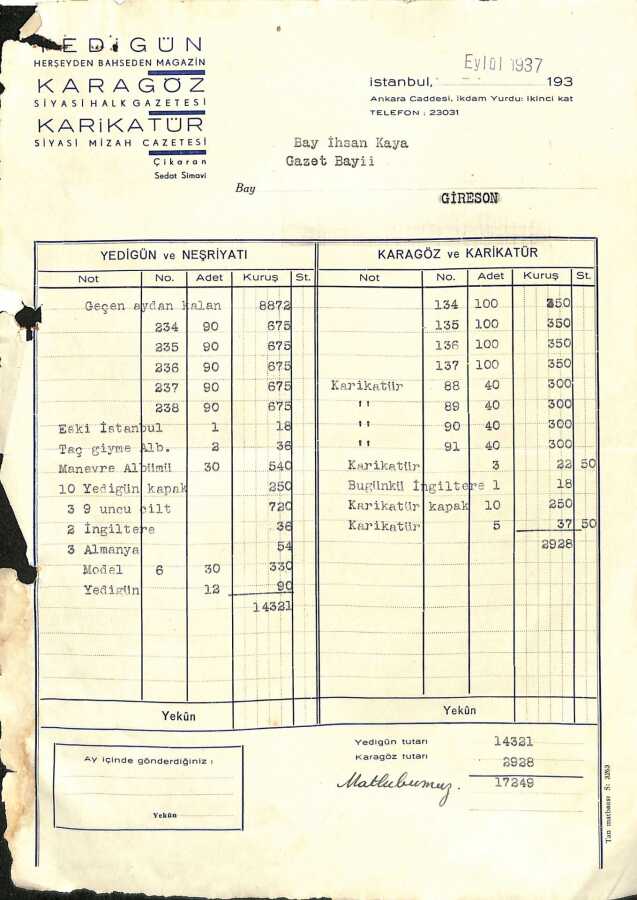 YEDİGÜN
HERŞEYDEN BAHSEDEN MAGAZİN
KARAGÖZ
SİYASİ HALK GAZETESİ
KARİKATÜR
SİYASİ MİZAH GAZETESİ
Çıkaran
Sedat Simavi
Eylûl 1937
istanbul, 193
Ankara Caddesi, ikdam Yurdu: ikinci kat
TELEFON : 23031
Bay İhsan Kaya
Gazet Bayii
Bay
GİRESON
YEDİGÜN ve NEŞRİYATI
Not No. Adet Kuruş St.
Geçen aydan kalan 8872
234 90 675
235 90 675
236 90 675
237 90 675
238 90 675
Eski İstanbul 1 18
Taç giyme Alb. 2 36
Manevre Albümü 30 540
10 Yedigün kapak 250
3 9 uncu cilt 720
2 İngiltere 36
3 Almanya 54
Model 6 30 330
Yedigün 12 90
14321
Yekûn
KARAGÖZ ve KARİKATÜR
Not No. Adet Kuruş St.
134 100 350
135 100 350
136 100 350
137 100 350
Karikatür 88 40 300
" 89 40 300
" 90 40 300
" 91 40 300
Karikatür 3 22 50
Bugünkü İngiltere 1 18
Karikatür kapak 10 250
Karikatür 5 37 50
2928
Yekûn
Ay içinde gönderdiğiniz :
Yekûn
Yedigün tutarı 14321
Karagöz tutarı 2928
Matlubumuz. 17249
Tan matbaası S: 3263